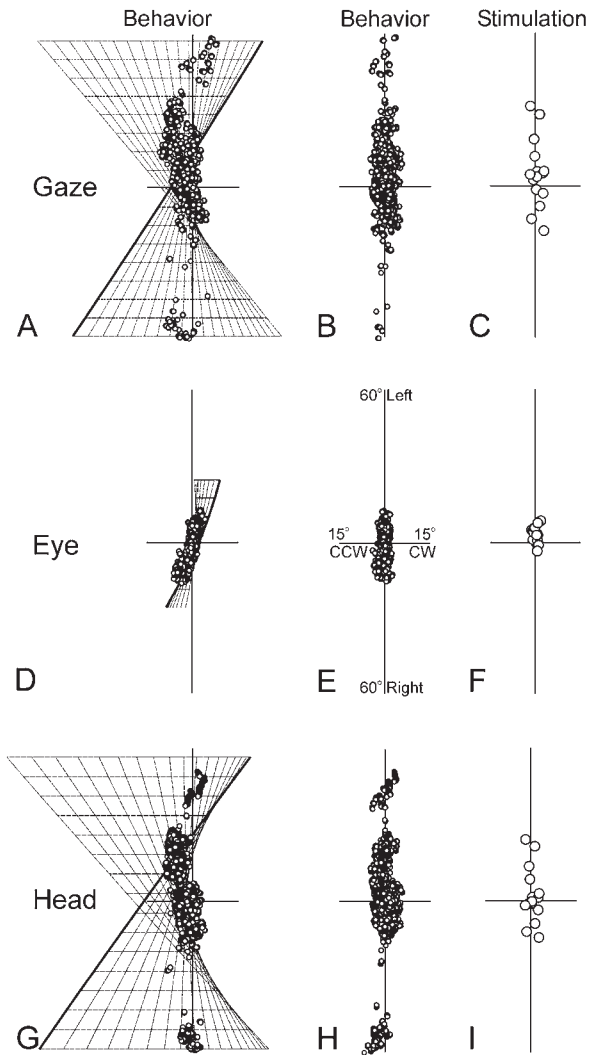 Behavior Behavior Stimulation
Gaze
A B C
60° Left
Eye
15° 15°
CCW CW
D E 60° Right F
Head
G H I